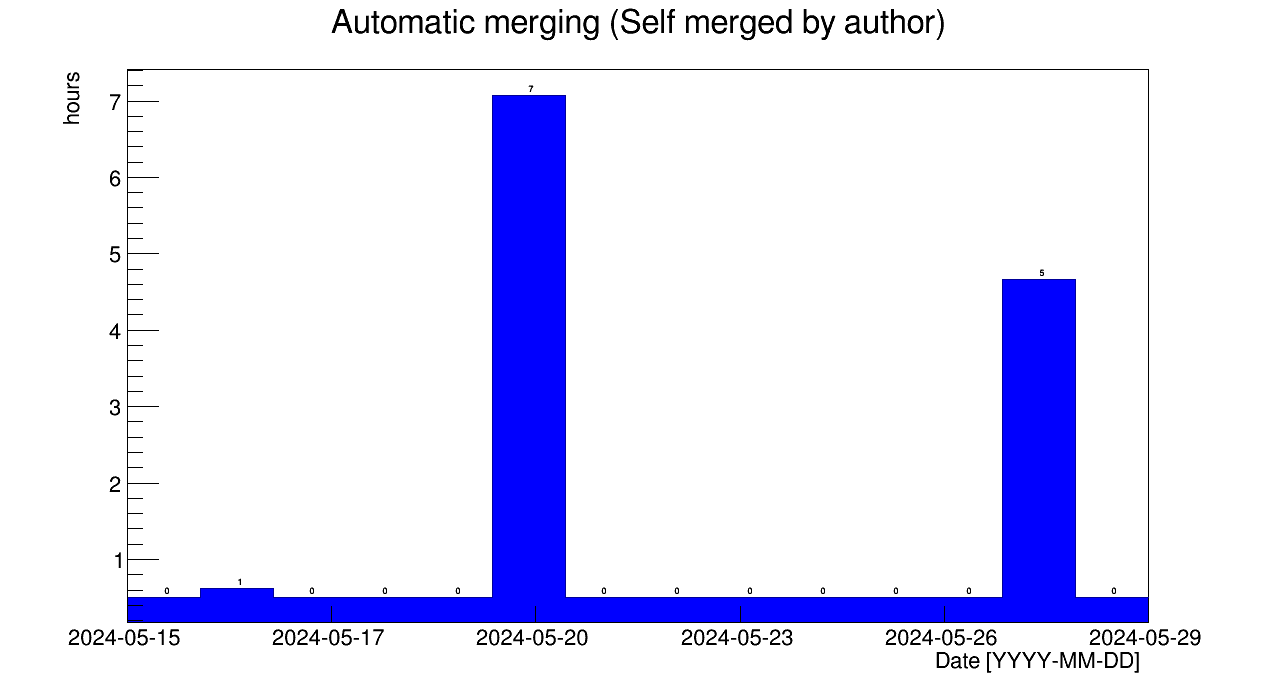 Automatic merging (Self merged by author)
hours
7
6
5
4
3
2
1
0 1 0 0 0 7 0 0 0 0 0 0 5 0
2024-05-15 2024-05-17 2024-05-20 2024-05-23 2024-05-26 2024-05-29
Date [YYYY-MM-DD]